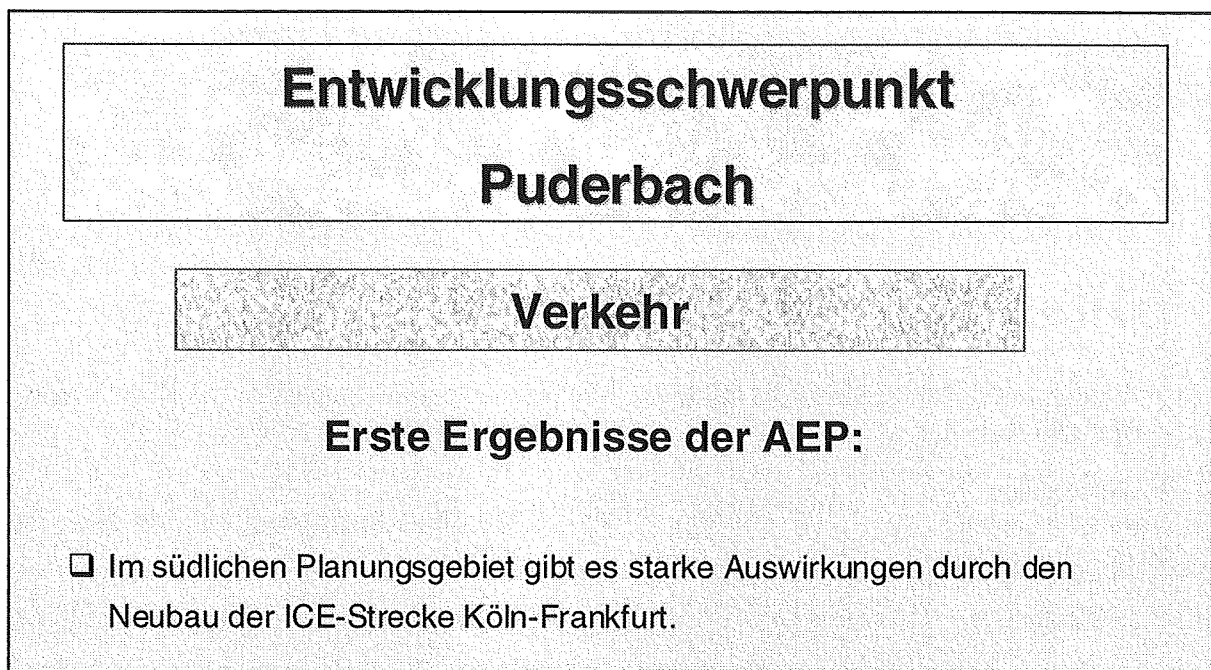 Entwicklungsschwerpunkt
Puderbach
Verkehr
Erste Ergebnisse der AEP:
❑ Im südlichen Planungsgebiet gibt es starke Auswirkungen durch den
Neubau der ICE-Strecke Köln-Frankfurt.